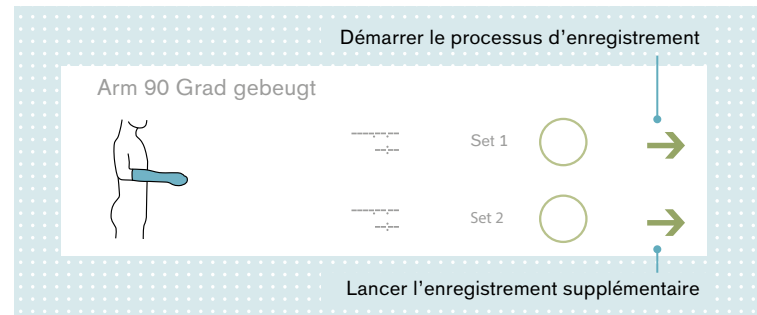 Démarrer le processus d’enregistrement
Arm 90 Grad gebeugt
--.--.--
--:-- Set 1
--.--.--
--:-- Set 2
Lancer l’enregistrement supplémentaire